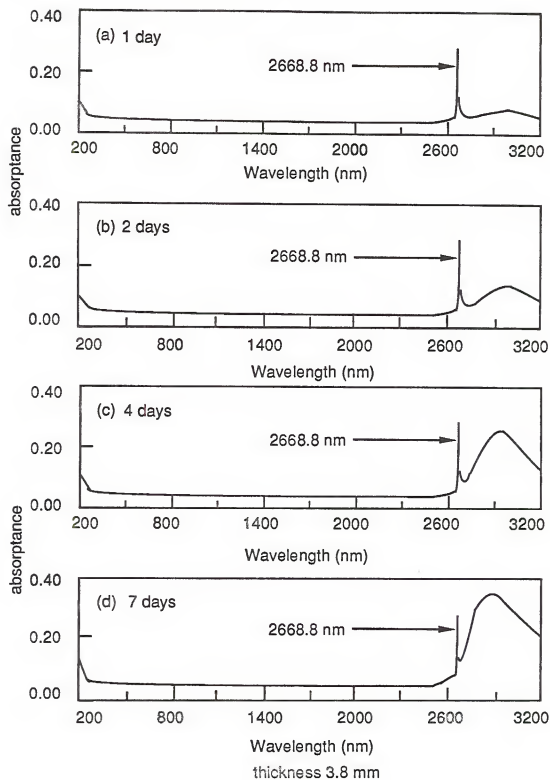 0.40
(a) 1 day
2668.8 nm
0.20
0.00
200 800 1400 2000 2600 3200
Wavelength (nm)
absorptance
0.40
(b) 2 days
2668.8 nm
0.20
0.00
200 800 1400 2000 2600 3200
Wavelength (nm)
0.40
(c) 4 days
2668.8 nm
0.20
0.00
200 800 1400 2000 2600 3200
Wavelength (nm)
absorptance
0.40
(d) 7 days
2668.8 nm
0.20
0.00
200 800 1400 2000 2600 3200
Wavelength (nm)
thickness 3.8 mm